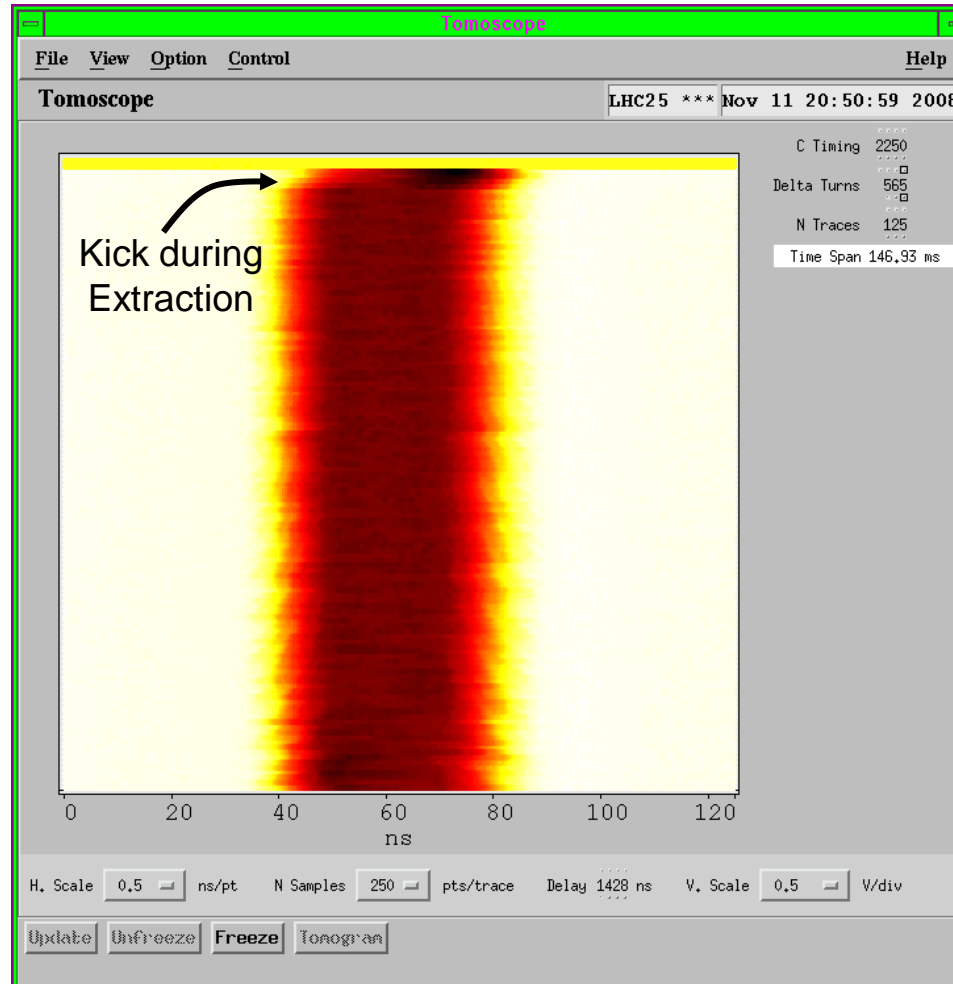 Tomoscope
File View Option Control Help
Tomoscope LHC25 *** Nov 11 20:50:59 2008
C Timing 2250
Delta Turns 565
N Traces 125
Time Span 146.93 ms
Kick during
Extraction
0 20 40 60 80 100 120
ns
H. Scale 0.5 ns/pt N Samples 250 pts/trace Delay 1428 ns V. Scale 0.5 V/div
Update Unfreeze Freeze Tomogram